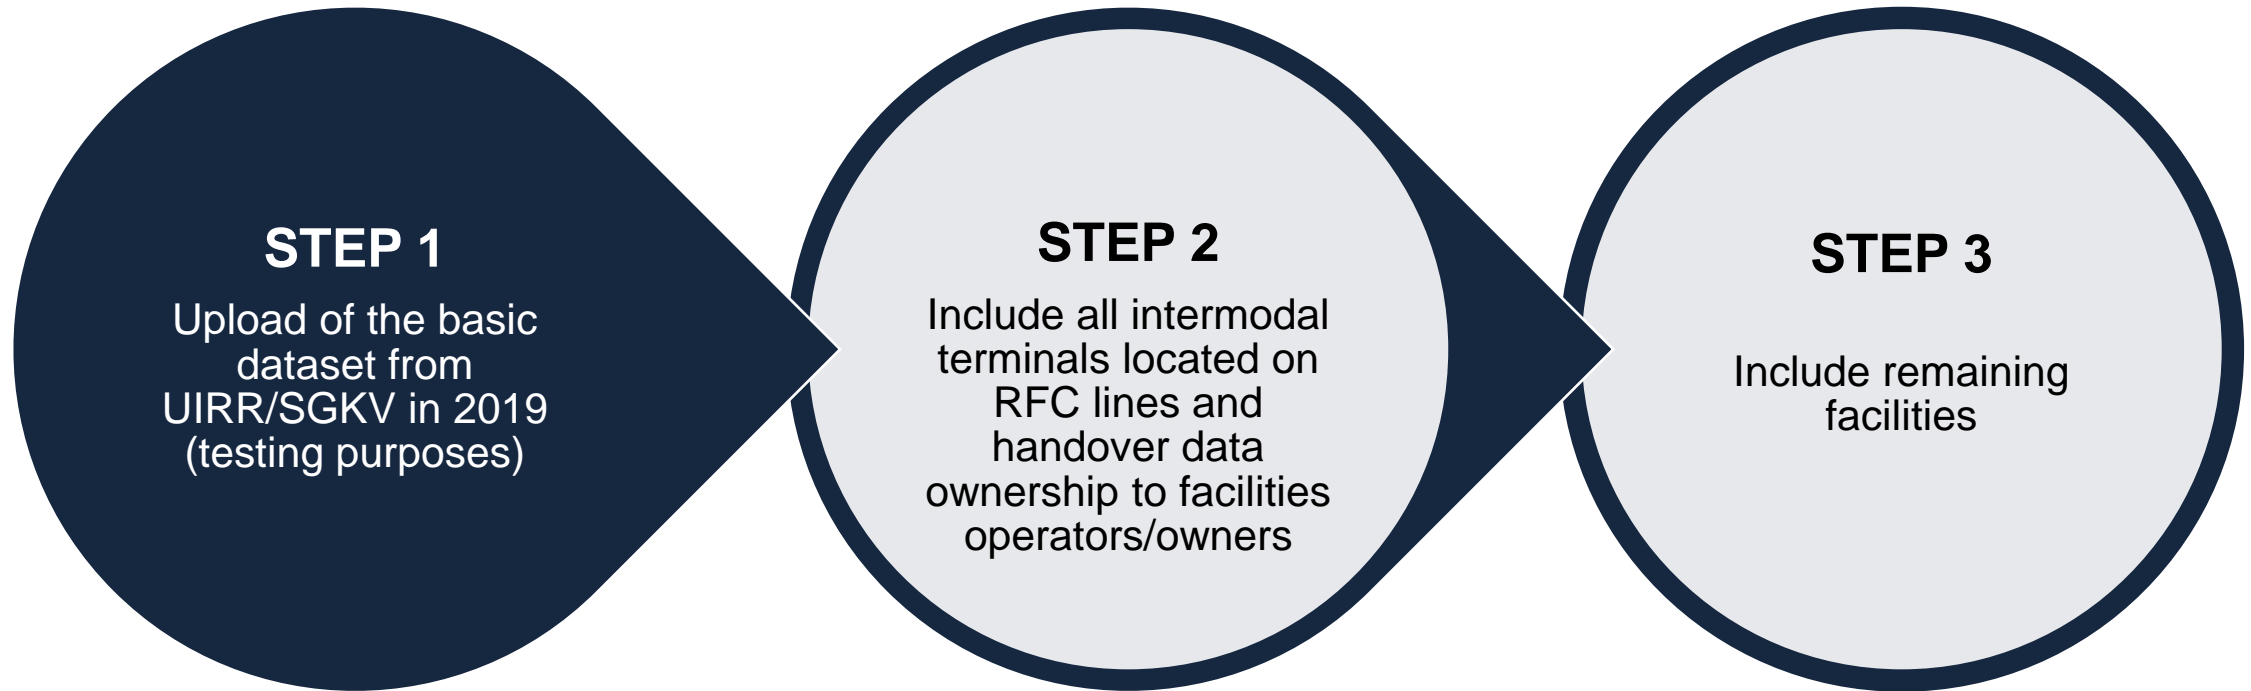 STEP 1
Upload of the basic
dataset from
UIRR/SGKV in 2019
(testing purposes)
STEP 2
Include all intermodal
terminals located on
RFC lines and
handover data
ownership to facilities
operators/owners
STEP 3
Include remaining
facilities